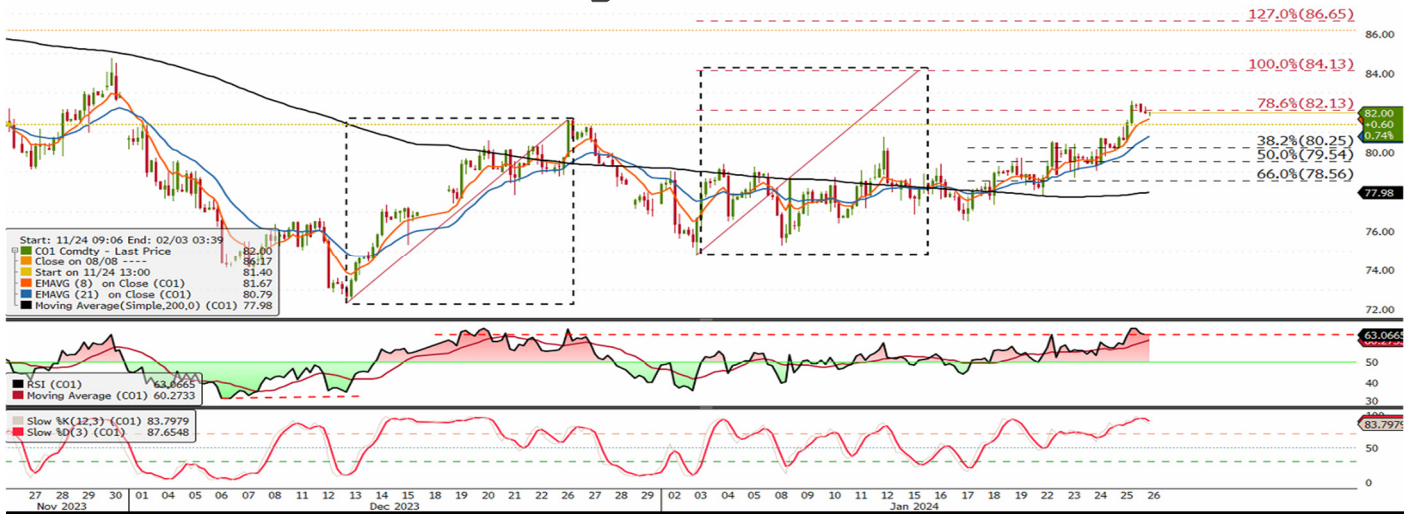 127.0%(86.65)
86.00
100.0%(84.13)
84.00
78.6%(82.13)
82.00
+0.60
0.74%
38.2%(80.25)
80.00
50.0%(79.54)
66.0%(78.56)
77.98
76.00
74.00
72.00
Start: 11/24 09:06 End: 02/03 03:39
CO1 Comdty - Last Price 82.00
Close on 08/08 ---- 86.17
Start on 11/24 13:00 81.40
EMAVG (8) on Close (CO1) 81.67
EMAVG (21) on Close (CO1) 80.79
Moving Average(Simple,200,0) (CO1) 77.98
63.0665
50
40
30
RSI (CO1) 63.0665
Moving Average (CO1) 60.2733
Slow %K(12,3) (CO1) 83.7979
Slow %D(3) (CO1) 87.6548
100
83.7979
50
0
27 28 29 30 01 04 05 06 07 08 11 12 13 14 15 18 19 20 21 22 26 27 28 29 02 03 04 05 08 09 10 11 12 15 16 17 18 19 22 23 24 25 26
Nov 2023 Dec 2023 Jan 2024